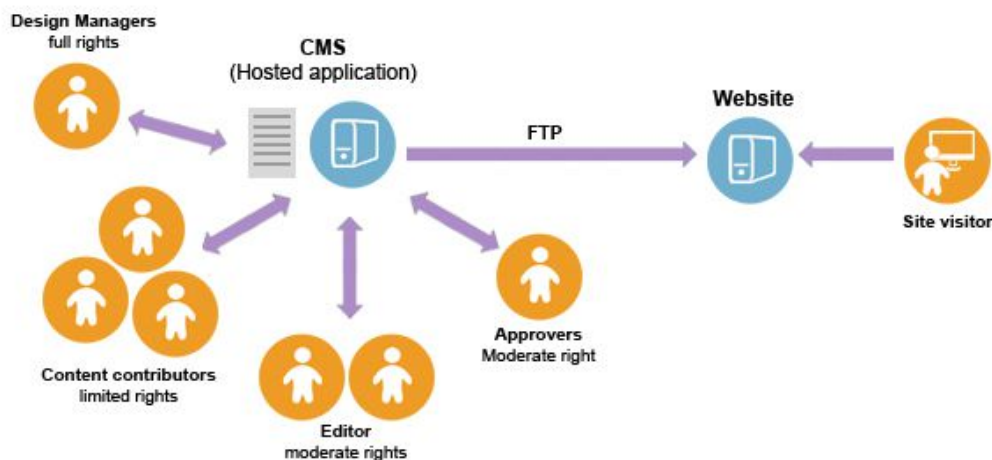 Design Managers
full rights
CMS
(Hosted application)
Website
FTP
Site visitor
Approvers
Moderate right
Content contributors
limited rights
Editor
moderate rights